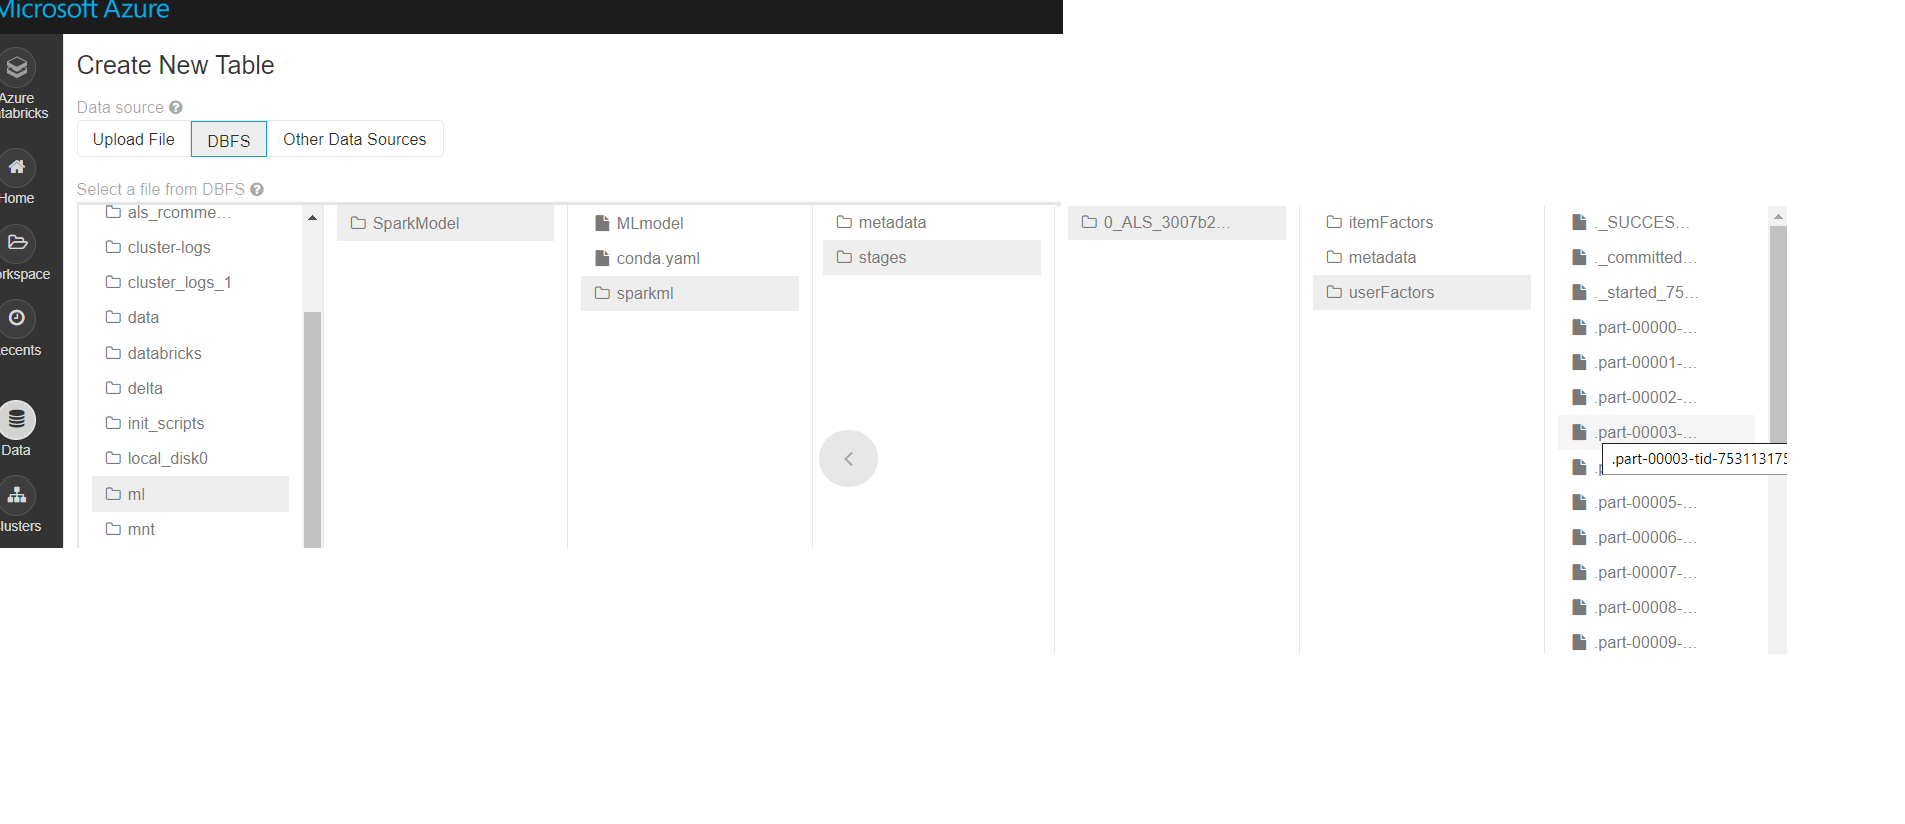 Microsoft Azure
Create New Table
Data source
Upload File
DBFS
Other Data Sources
Select a file from DBFS
Azure
tabricks
Home
orkspace
ecents
Data
lusters
als_rcomme...
cluster-logs
cluster_logs_1
data
databricks
delta
init_scripts
local_disk0
ml
mnt
SparkModel
MLmodel
conda.yaml
sparkml
metadata
stages
0_ALS_3007b2...
itemFactors
metadata
userFactors
._SUCCES...
._committed...
._started_75...
.part-00000-...
.part-00001-...
.part-00002-...
.part-00003-...
.part-00003-tid-753113175
.part-00005-...
.part-00006-...
.part-00007-...
.part-00008-...
.part-00009-...